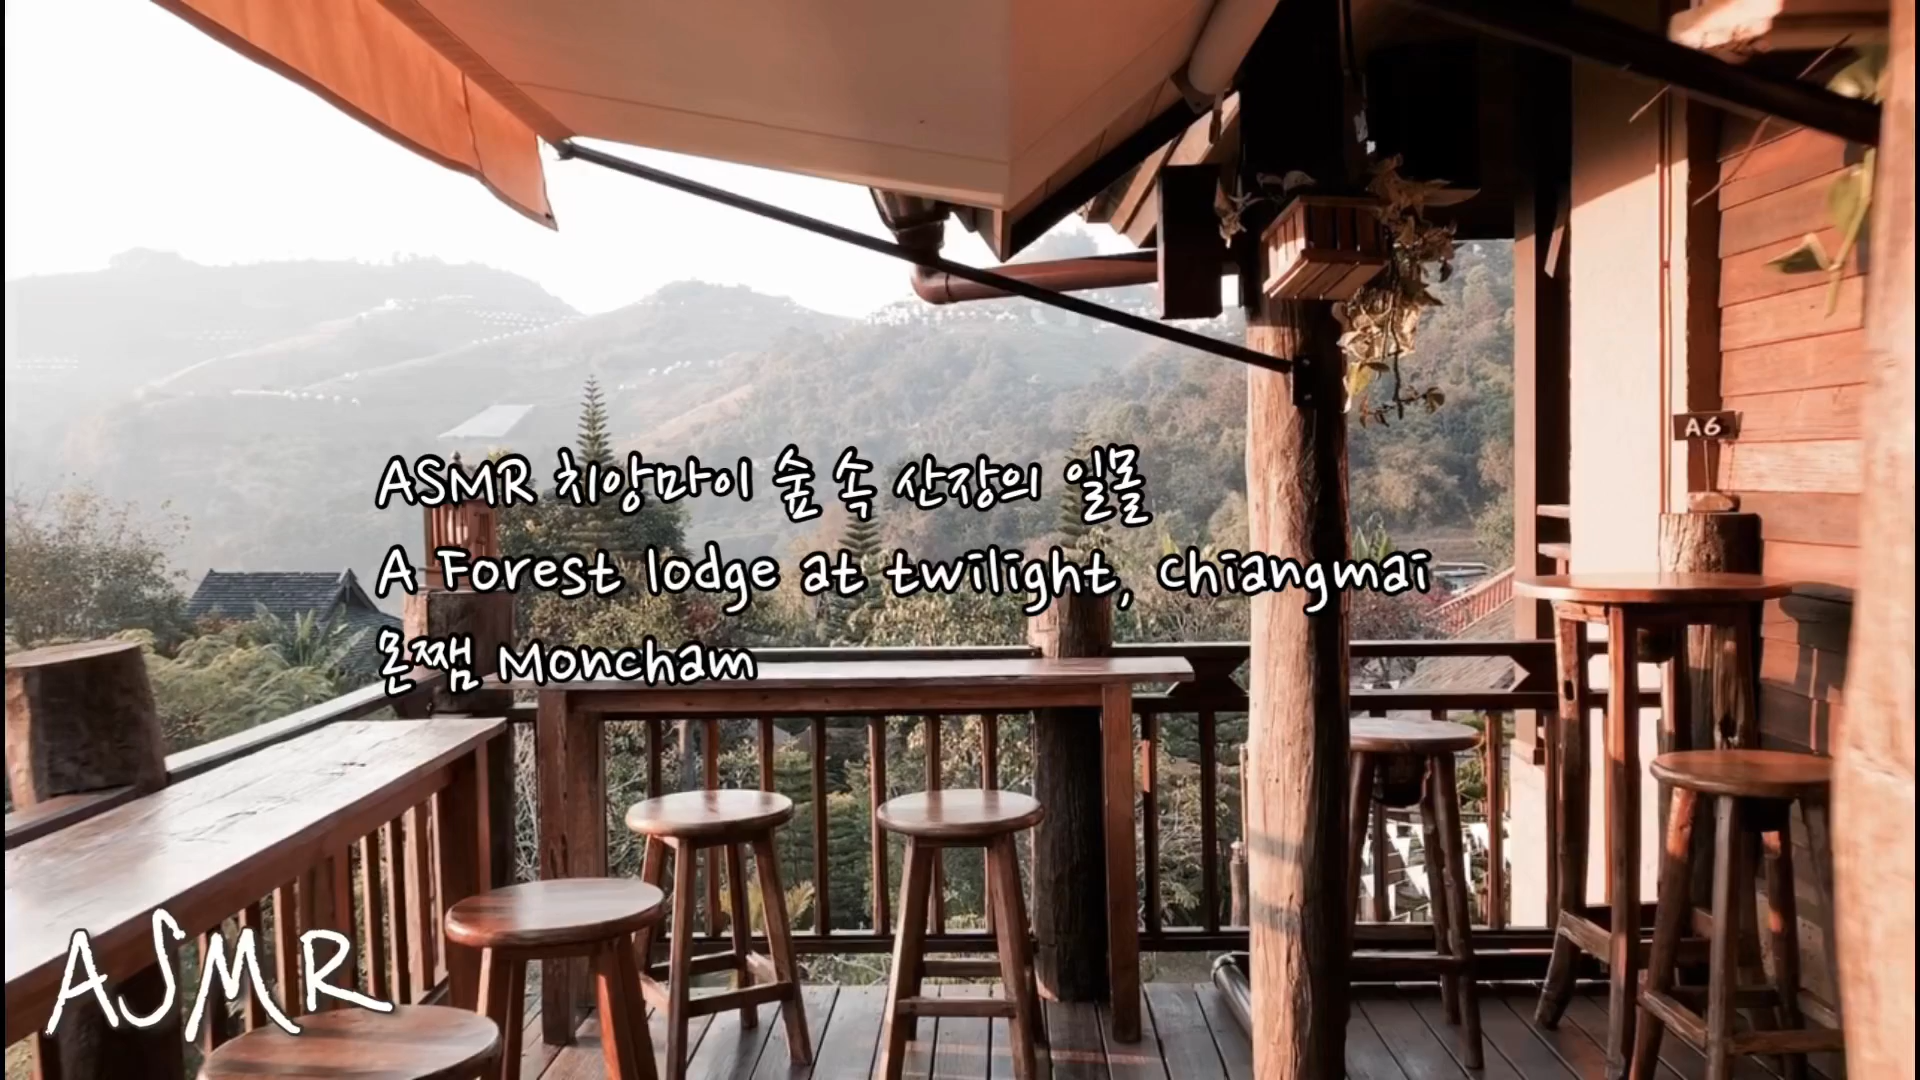 A6
ASMR 치앙마이 숲 속 산장의 일몰
A Forest lodge at twilight, chiangmai
몬쨈 Moncham
ASMR